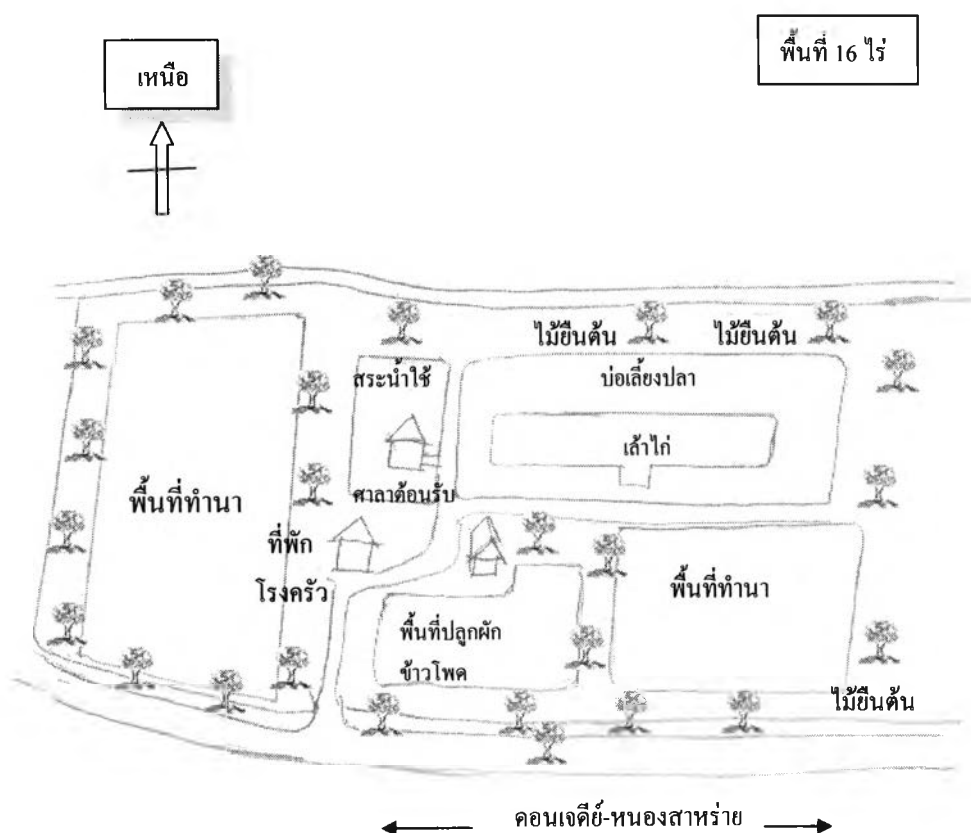 พื้นที่ 16 ไร่
เหนือ
ไม้ยืนต้น
ไม้ยืนต้น
สระน้ำใช้
บ่อเลี้ยงปลา
เล้าไก่
พื้นที่ทำนา
ศาลาต้อนรับ
ที่พัก
โรงครัว
พื้นที่ทำนา
พื้นที่ปลูกผัก
ข้าวโพด
ไม้ยืนต้น
ดอนเจดีย์-หนองสาหร่าย